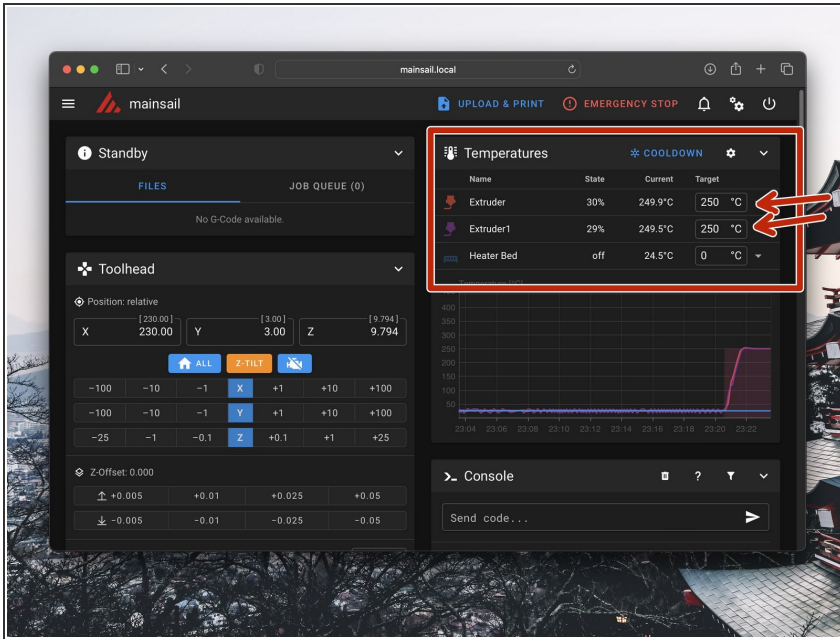 mainsail.local
mainsail
UPLOAD & PRINT
EMERGENCY STOP
Standby
FILES
JOB QUEUE (0)
No G-Code available.
Toolhead
Position: relative
X [230.00] 230.00
Y [3.00] 3.00
Z [9.794] 9.794
ALL
Z-TILT
-100 -10 -1 X +1 +10 +100
-100 -10 -1 Y +1 +10 +100
-25 -1 -0.1 Z +0.1 +1 +25
Z-Offset: 0.000
+0.005 +0.01 +0.025 +0.05
-0.005 -0.01 -0.025 -0.05
Temperatures
COOLDOWN
Name State Current Target
Extruder 30% 249.9°C 250 °C
Extruder1 29% 249.5°C 250 °C
Heater Bed off 24.5°C 0 °C
Temperature [°C]
400
350
300
250
200
150
100
50
23:04 23:06 23:08 23:10 23:12 23:14 23:16 23:18 23:20 23:22
Console
?
Send code...